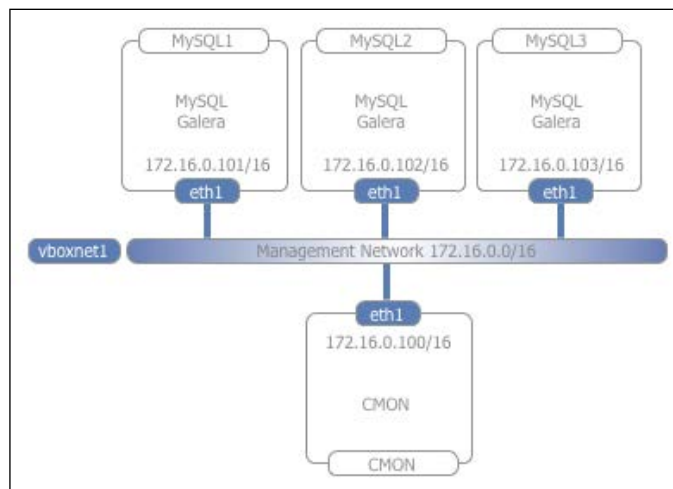 MySQL1
MySQL2
MySQL3
MySQL
Galera
MySQL
Galera
MySQL
Galera
172.16.0.101/16
172.16.0.102/16
172.16.0.103/16
eth1
eth1
eth1
vboxnet1
Management Network 172.16.0.0/16
eth1
172.16.0.100/16
CMON
CMON